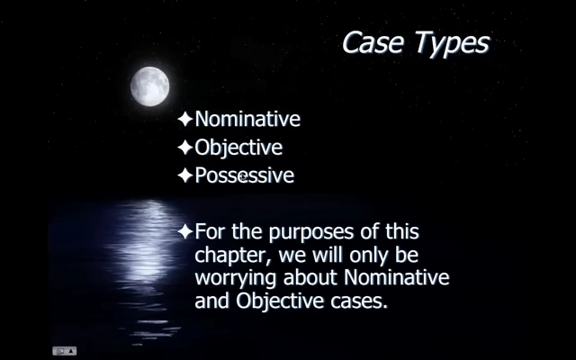 Case Types
Nominative
Objective
Possessive
For the purposes of this
chapter, we will only be
worrying about Nominative
and Objective cases.